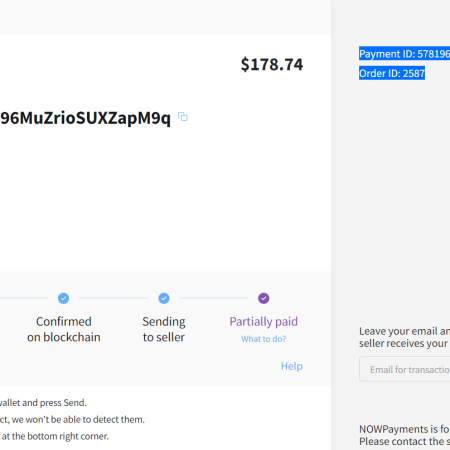 $178.74
96MuZrioSUXZapM9q
Payment ID: 578196
Order ID: 2587
Confirmed
on blockchain
Sending
to seller
Partially paid
What to do?
Help
wallet and press Send.
ct, we won't be able to detect them.
at the bottom right corner.
Leave your email an
seller receives your
Email for transactio
NOWPayments is fo
Please contact the s